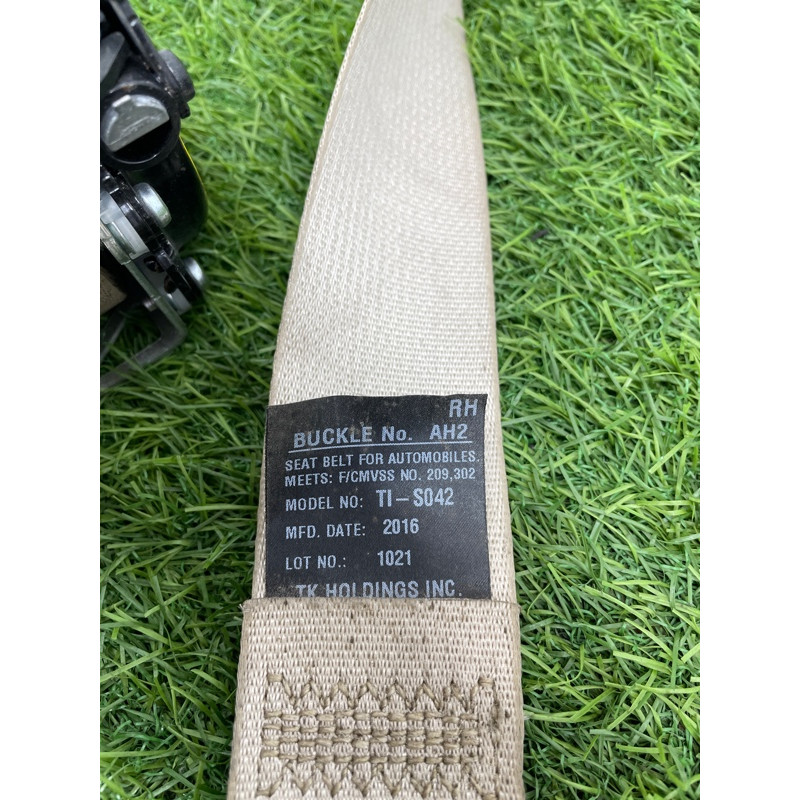 RH
BUCKLE No. AH2
SEAT BELT FOR AUTOMOBILES.
MEETS: F/CMVSS NO. 209,302
MODEL NO: TI-S042
MFD. DATE: 2016
LOT NO.: 1021
TK HOLDINGS INC.